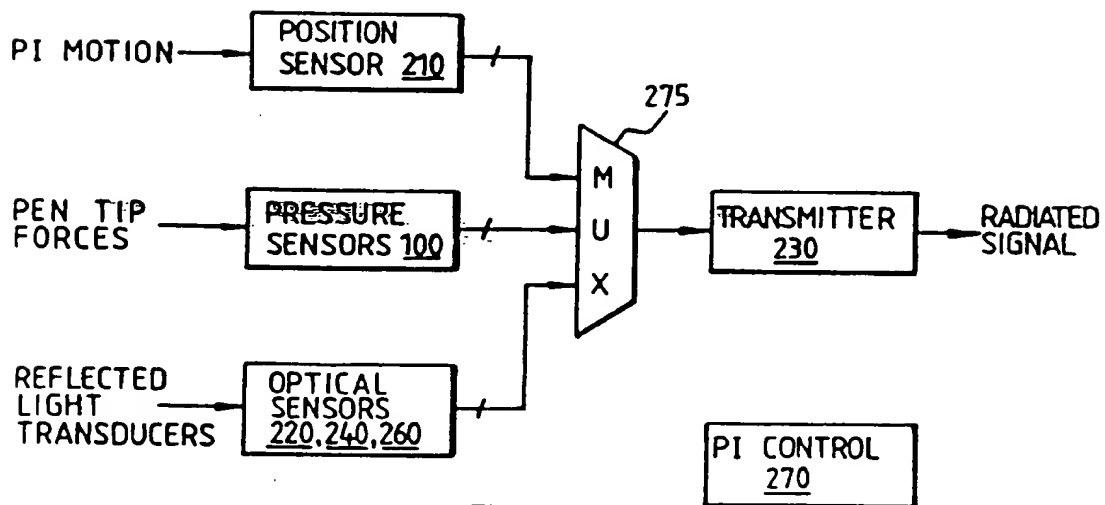 PI MOTION
POSITION
SENSOR 210
275
PEN TIP
FORCES
PRESSURE
SENSORS 100
M
U
X
TRANSMITTER
230
RADIATED
SIGNAL
REFLECTED
LIGHT
TRANSDUCERS
OPTICAL
SENSORS
220, 240, 260
PI CONTROL
270